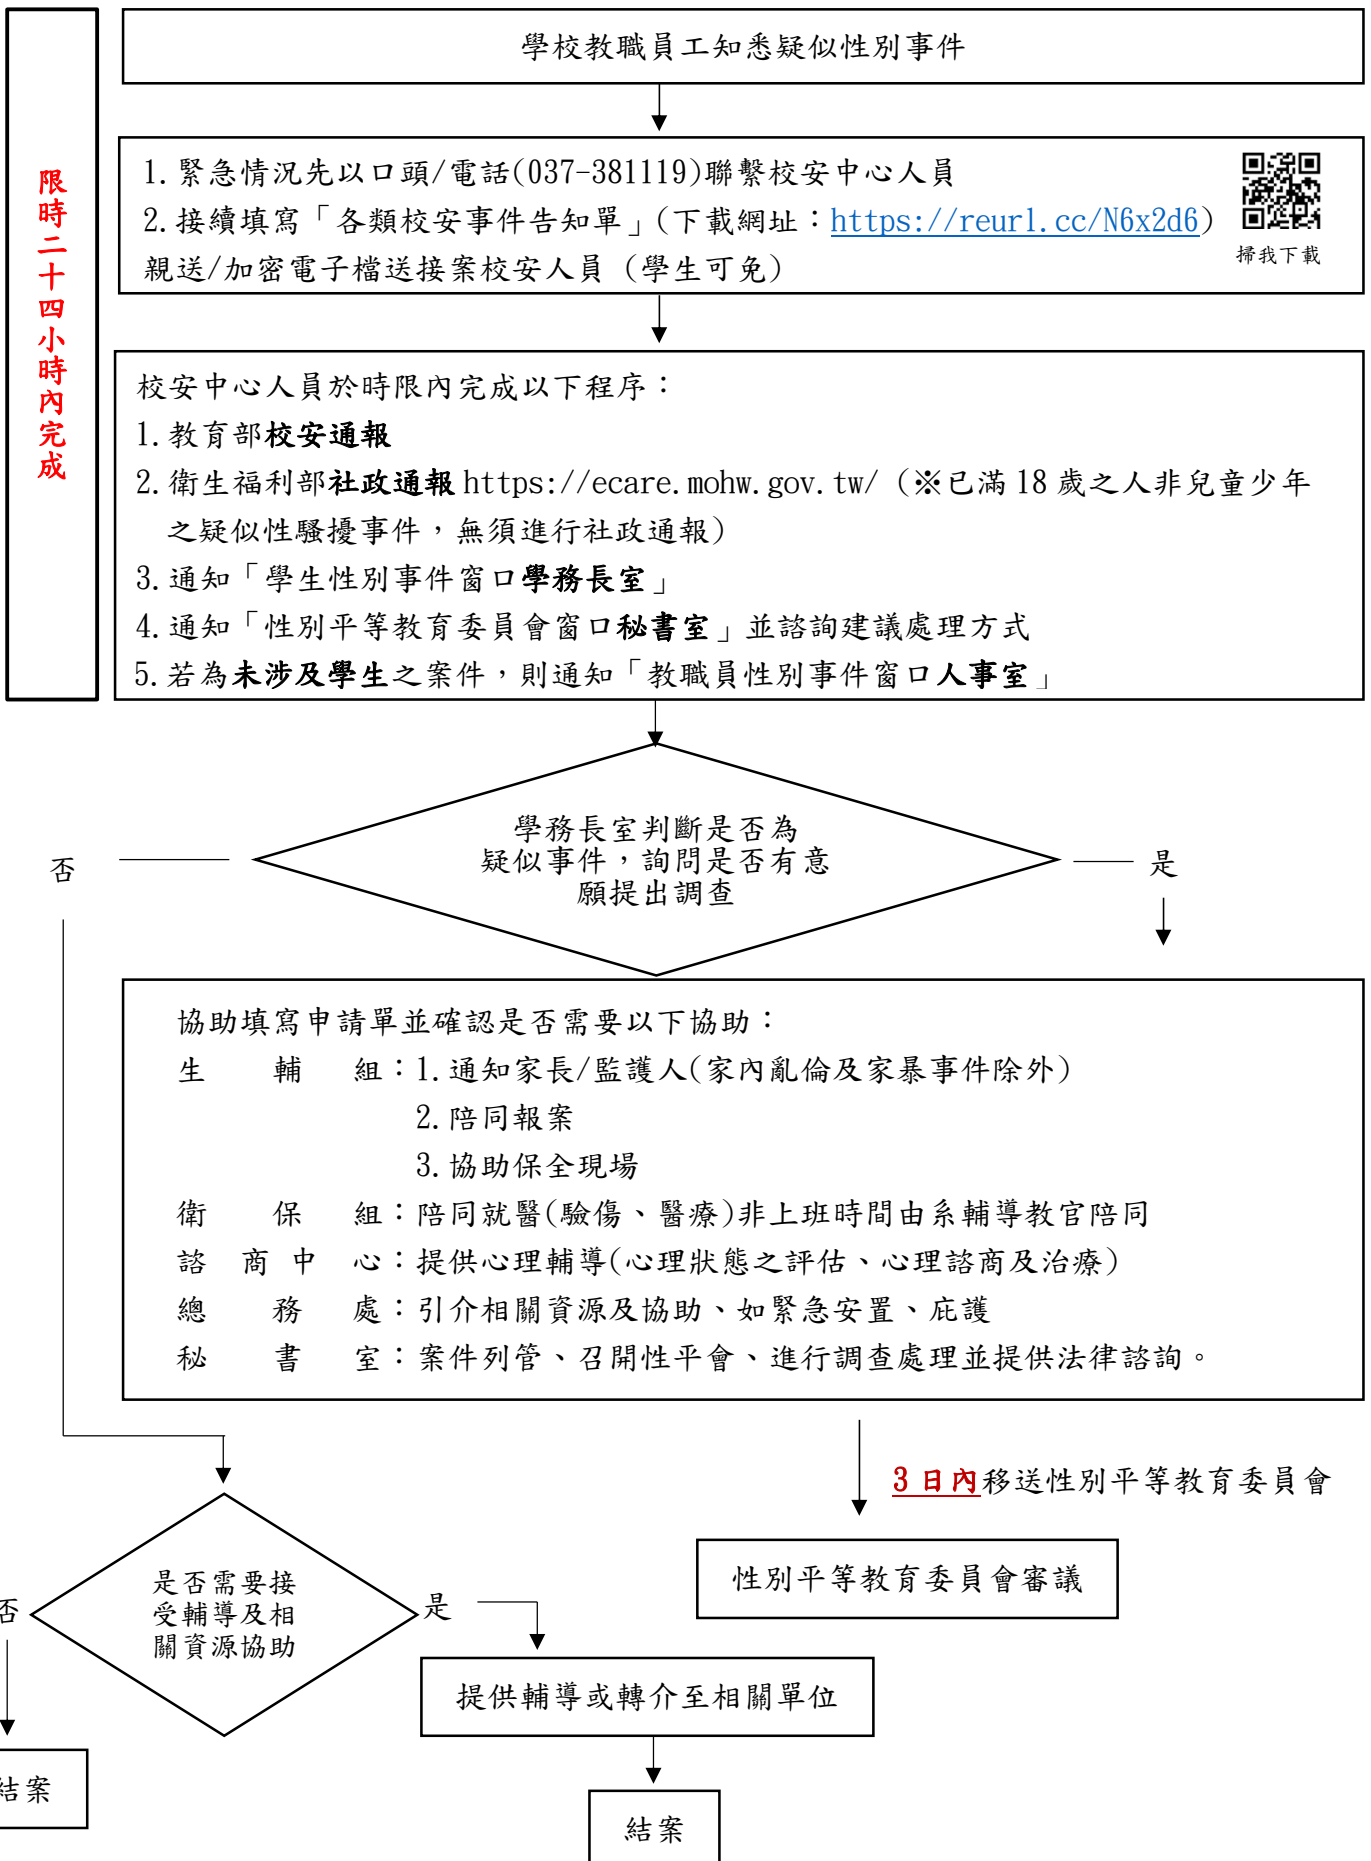 限時二十四小時內完成
學校教職員工知悉疑似性別事件
1.緊急情況先以口頭/電話(037-381119)聯繫校安中心人員
2.接續填寫「各類校安事件告知單」(下載網址：https://reurl.cc/N6x2d6)
親送/加密電子檔送接案校安人員（學生可免）
掃我下載
校安中心人員於時限內完成以下程序：
1.教育部校安通報
2.衛生福利部社政通報 https://ecare.mohw.gov.tw/（※已滿 18 歲之人非兒童少年
之疑似性騷擾事件，無須進行社政通報）
3.通知「學生性別事件窗口學務長室」
4.通知「性別平等教育委員會窗口秘書室」並諮詢建議處理方式
5.若為未涉及學生之案件，則通知「教職員性別事件窗口人事室」
學務長室判斷是否為
疑似事件，詢問是否有意
願提出調查
否
是
協助填寫申請單並確認是否需要以下協助：
生輔組：1.通知家長/監護人(家內亂倫及家暴事件除外)
2.陪同報案
3.協助保全現場
衛保組：陪同就醫(驗傷、醫療)非上班時間由系輔導教官陪同
諮商中心：提供心理輔導(心理狀態之評估、心理諮商及治療)
總務處：引介相關資源及協助、如緊急安置、庇護
秘書室：案件列管、召開性平會、進行調查處理並提供法律諮詢。
3 日內移送性別平等教育委員會
性別平等教育委員會審議
是否需要接
受輔導及相
關資源協助
否
是
提供輔導或轉介至相關單位
結案
結案